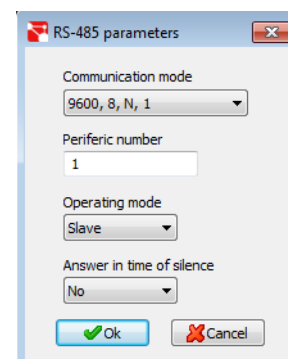 RS-485 parameters
Communication mode
9600, 8, N, 1
Periferic number
1
Operating mode
Slave
Answer in time of silence
No
Ok Cancel